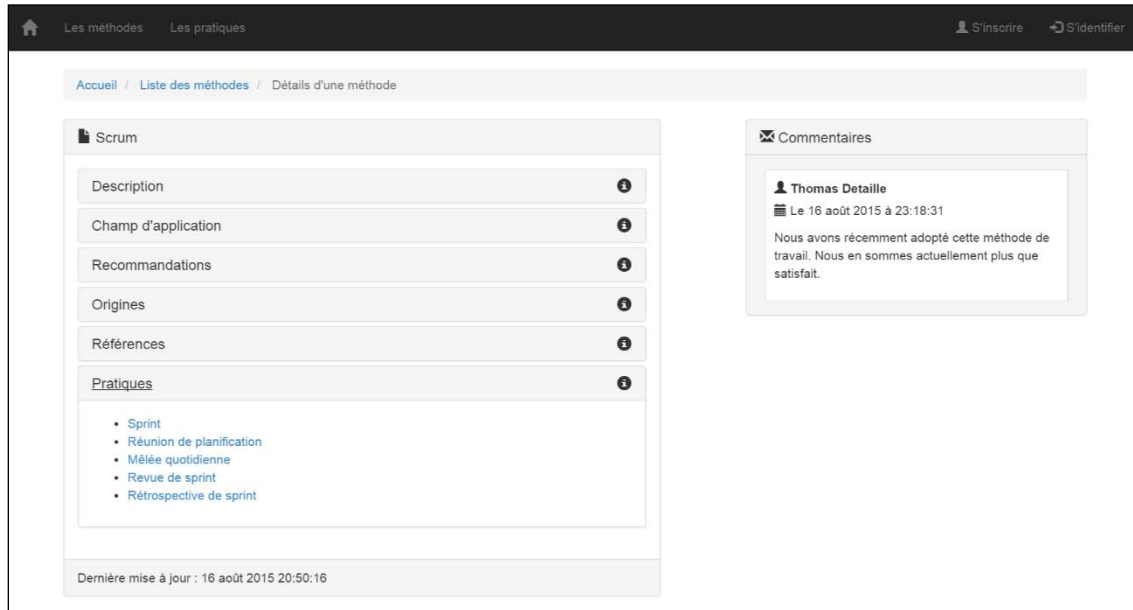 Les méthodes Les pratiques S'inscrire S'identifier
Accueil / Liste des méthodes / Détails d'une méthode
Scrum
Description
Champ d'application
Recommandations
Origines
Références
Pratiques
• Sprint
• Réunion de planification
• Mêlée quotidienne
• Revue de sprint
• Rétrospective de sprint
Dernière mise à jour : 16 août 2015 20:50:16
Commentaires
Thomas Detaille
Le 16 août 2015 à 23:18:31
Nous avons récemment adopté cette méthode de
travail. Nous en sommes actuellement plus que
satisfait.